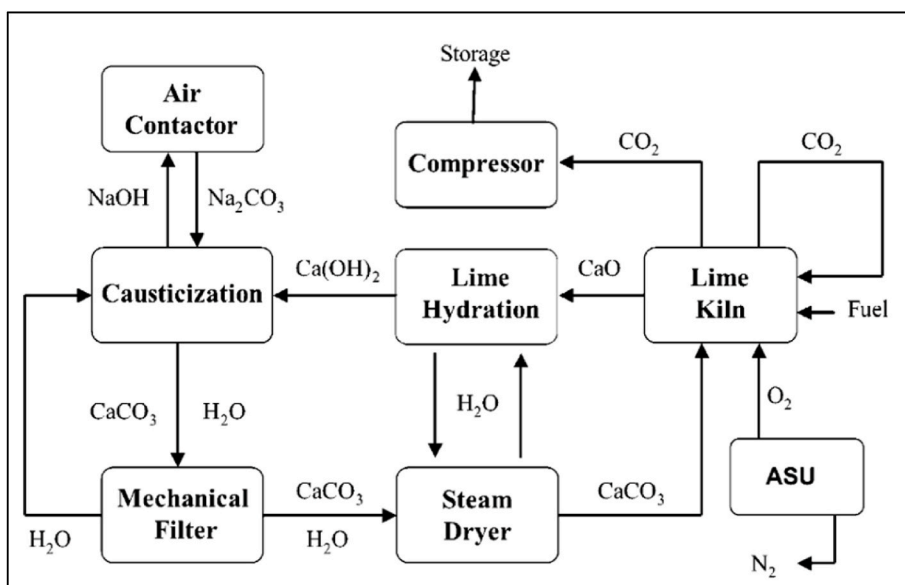 Storage
Air
Contactor
Compressor
CO₂
CO₂
NaOH
Na₂CO₃
Causticization
Ca(OH)₂
Lime
Hydration
CaO
Lime
Kiln
Fuel
CaCO₃
H₂O
H₂O
O₂
Mechanical
Filter
CaCO₃
H₂O
Steam
Dryer
CaCO₃
ASU
H₂O
N₂